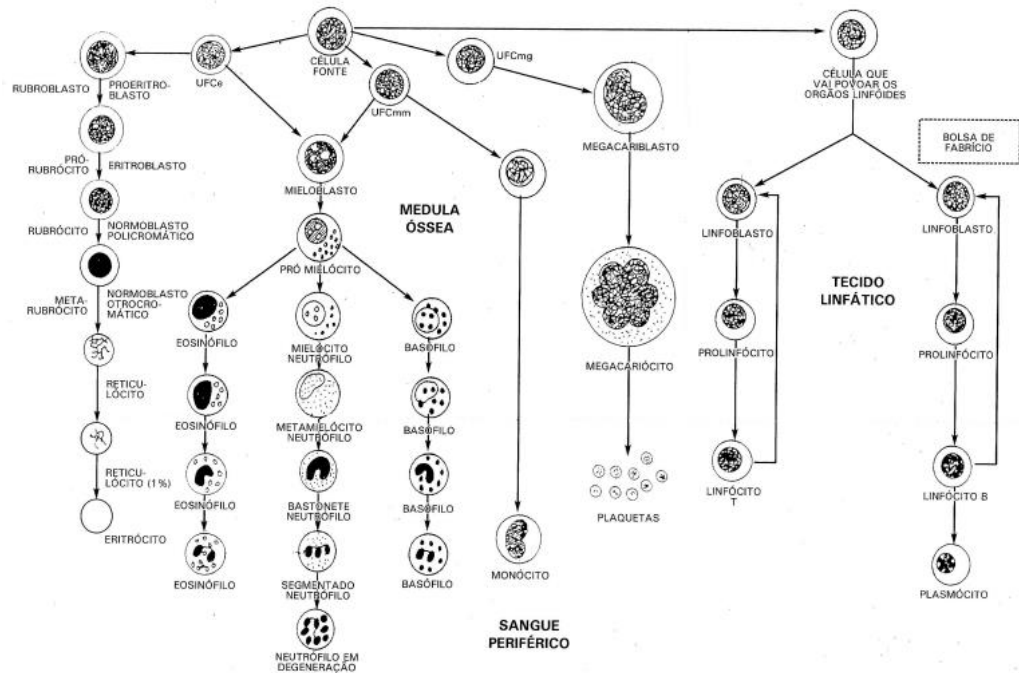 CÉLULA
FONTE
UFCe
UFCmg
UFCmm
CÉLULA QUE
VAI POVOAR OS
ORGÃOS LINFÓIDES
BOLSA DE
FABRÍCIO
RUBROBLASTO
PROERITRO-
BLASTO
PRÓ-
RUBRÓCITO
ERITROBLASTO
RUBRÓCITO
NORMOBLASTO
POLICROMÁTICO
META-
RUBRÓCITO
NORMOBLASTO
OTROCRO-
MÁTICO
RETICU-
LÓCITO
RETICU-
LÓCITO (1%)
ERITRÓCITO
MIELOBLASTO
PRÓ MIELÓCITO
EOSINÓFILO
EOSINÓFILO
EOSINÓFILO
EOSINÓFILO
MIELÓCITO
NEUTRÓFILO
METAMIELÓCITO
NEUTRÓFILO
BASTONETE
NEUTRÓFILO
SEGMENTADO
NEUTRÓFILO
NEUTRÓFILO EM
DEGENERAÇÃO
BASÓFILO
BASÓFILO
BASÓFILO
BASÓFILO
MEDULA
ÓSSEA
MONÓCITO
SANGUE
PERIFÉRICO
MEGACARIBLASTO
MEGACARIÓCITO
PLAQUETAS
LINFOBLASTO
PROLINFÓCITO
LINFÓCITO
T
TECIDO
LINFÁTICO
LINFOBLASTO
PROLINFÓCITO
LINFÓCITO B
PLASMÓCITO